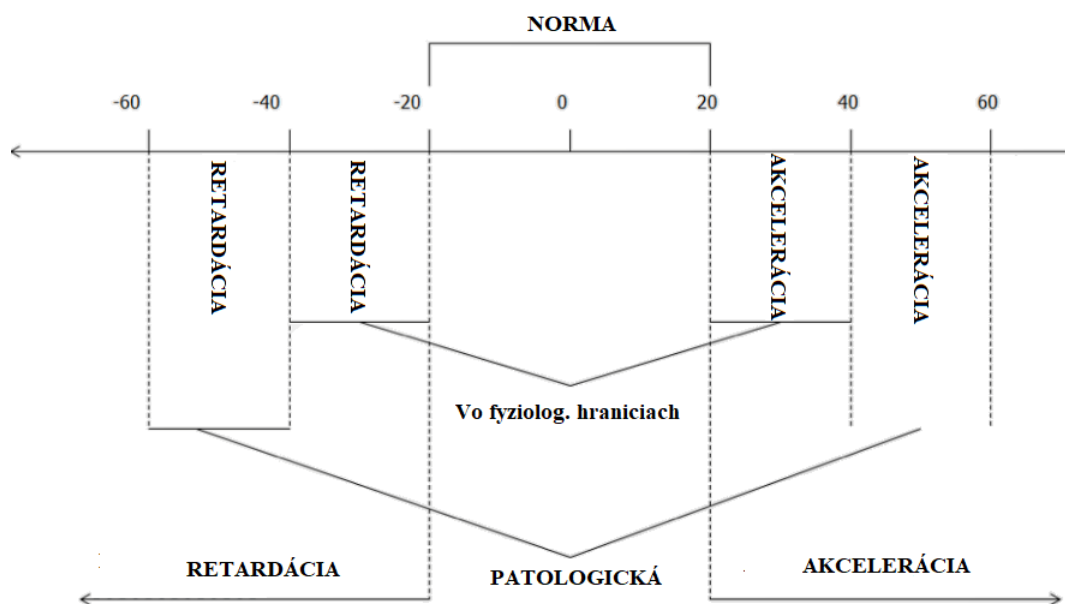 NORMA
-60 -40 -20 0 20 40 60
RETARDÁCIA
RETARDÁCIA
AKCELERÁCIA
AKCELERÁCIA
Vo fyziolog. hraniciach
RETARDÁCIA
PATOLOGICKÁ
AKCELERÁCIA